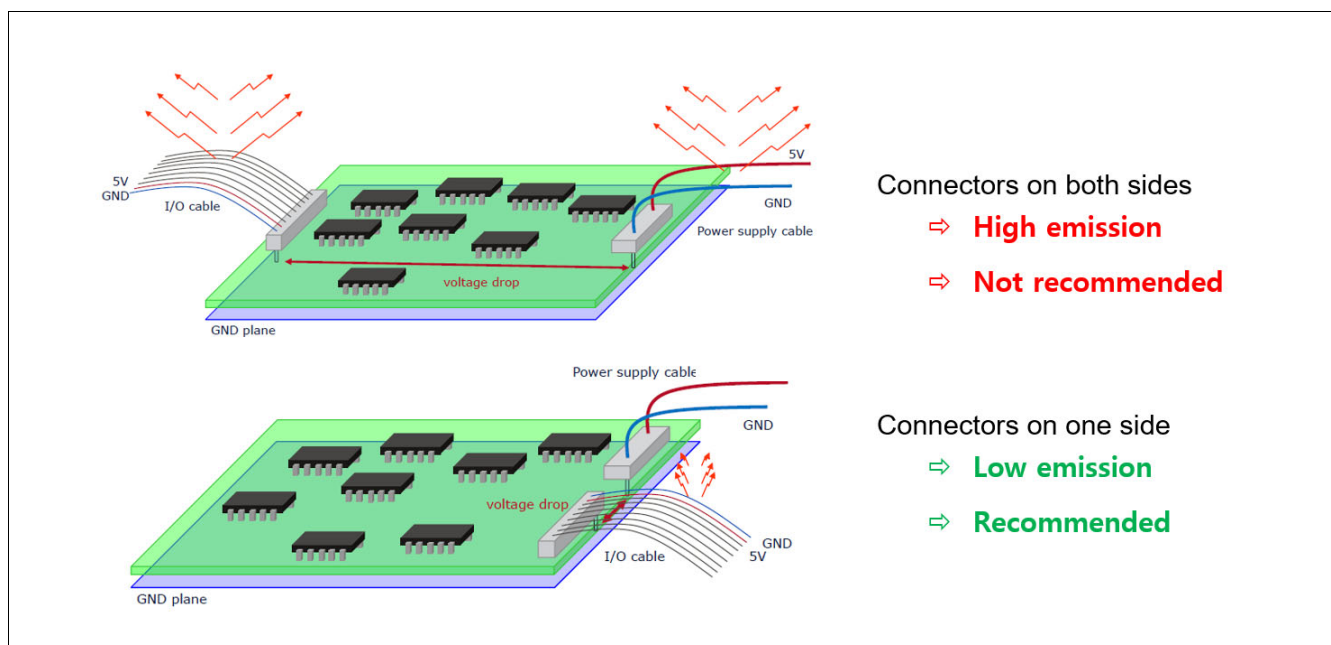 5V
5V
GND
I/O cable
GND
Power supply cable
voltage drop
GND plane
Connectors on both sides
⇨ High emission
⇨ Not recommended
Power supply cable
GND
voltage drop
GND
5V
I/O cable
GND plane
Connectors on one side
⇨ Low emission
⇨ Recommended